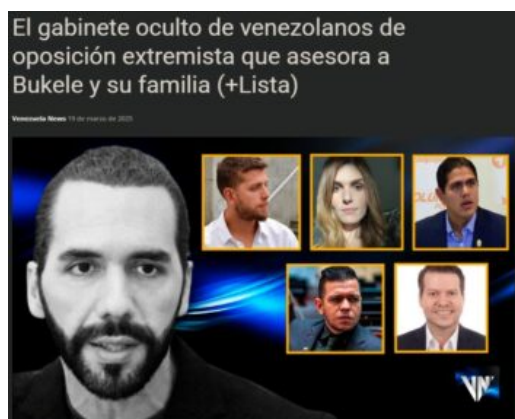 El gabinete oculto de venezolanos de
oposición extremista que asesora a
Bukele y su familia (+Lista)
Venezuela News 19 de marzo de 2025
VN